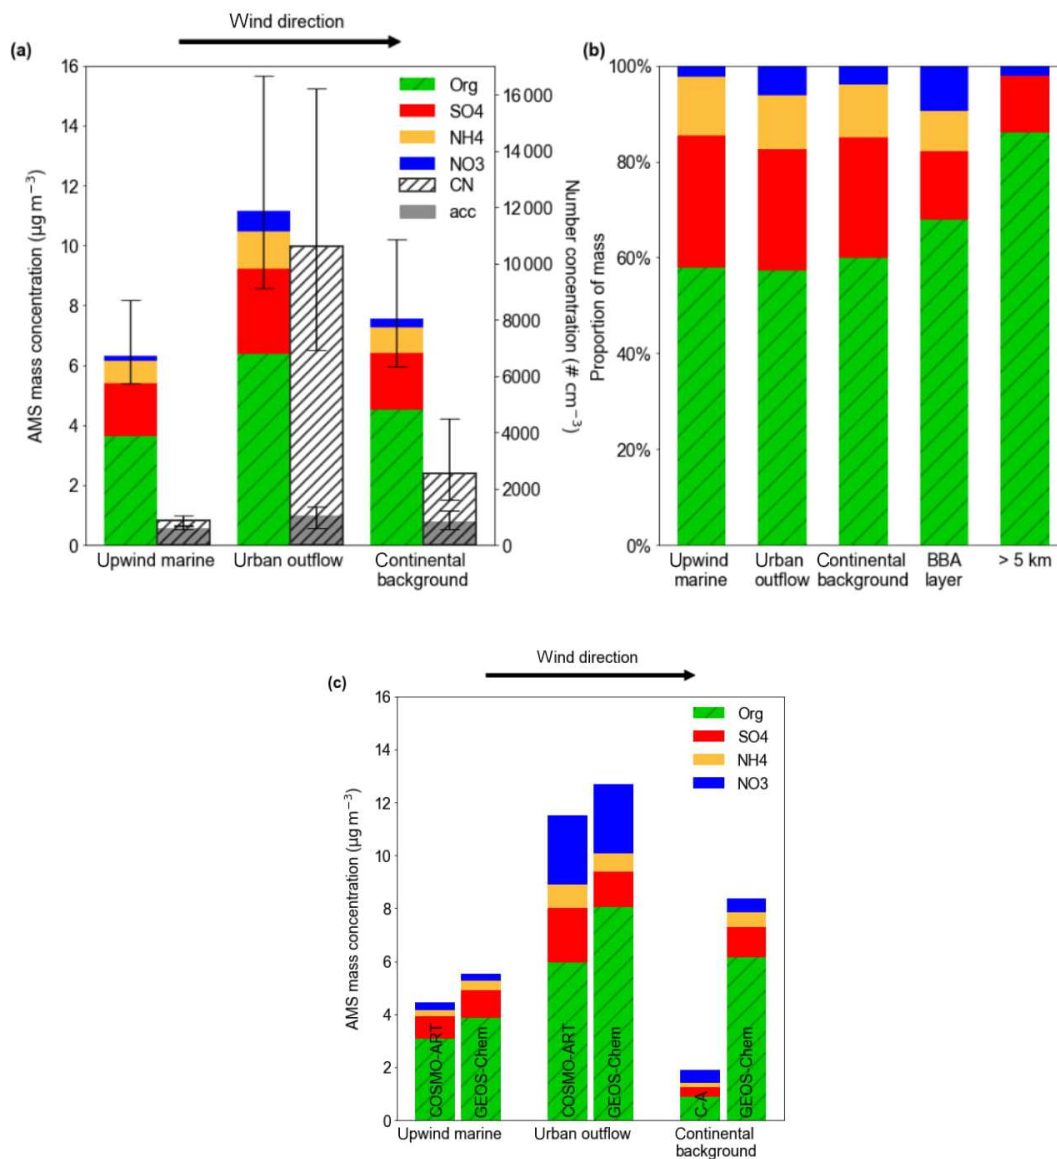 Wind direction
(a)
16
14
12
10
8
6
4
2
0
AMS mass concentration (µg m−3)
Org
SO4
NH4
NO3
CN
acc
16 000
14 000
12 000
10 000
8000
6000
4000
2000
0
Number concentration (# cm−3)
Upwind marine
Urban outflow
Continental
background
(b)
100%
80%
60%
40%
20%
0%
Proportion of mass
Upwind
marine
Urban
outflow
Continental
background
BBA
layer
> 5 km
Wind direction
(c)
16
14
12
10
8
6
4
2
0
AMS mass concentration (µg m−3)
Org
SO4
NH4
NO3
COSMO-ART
GEOS-Chem
COSMO-ART
GEOS-Chem
C-A
GEOS-Chem
Upwind marine
Urban outflow
Continental
background